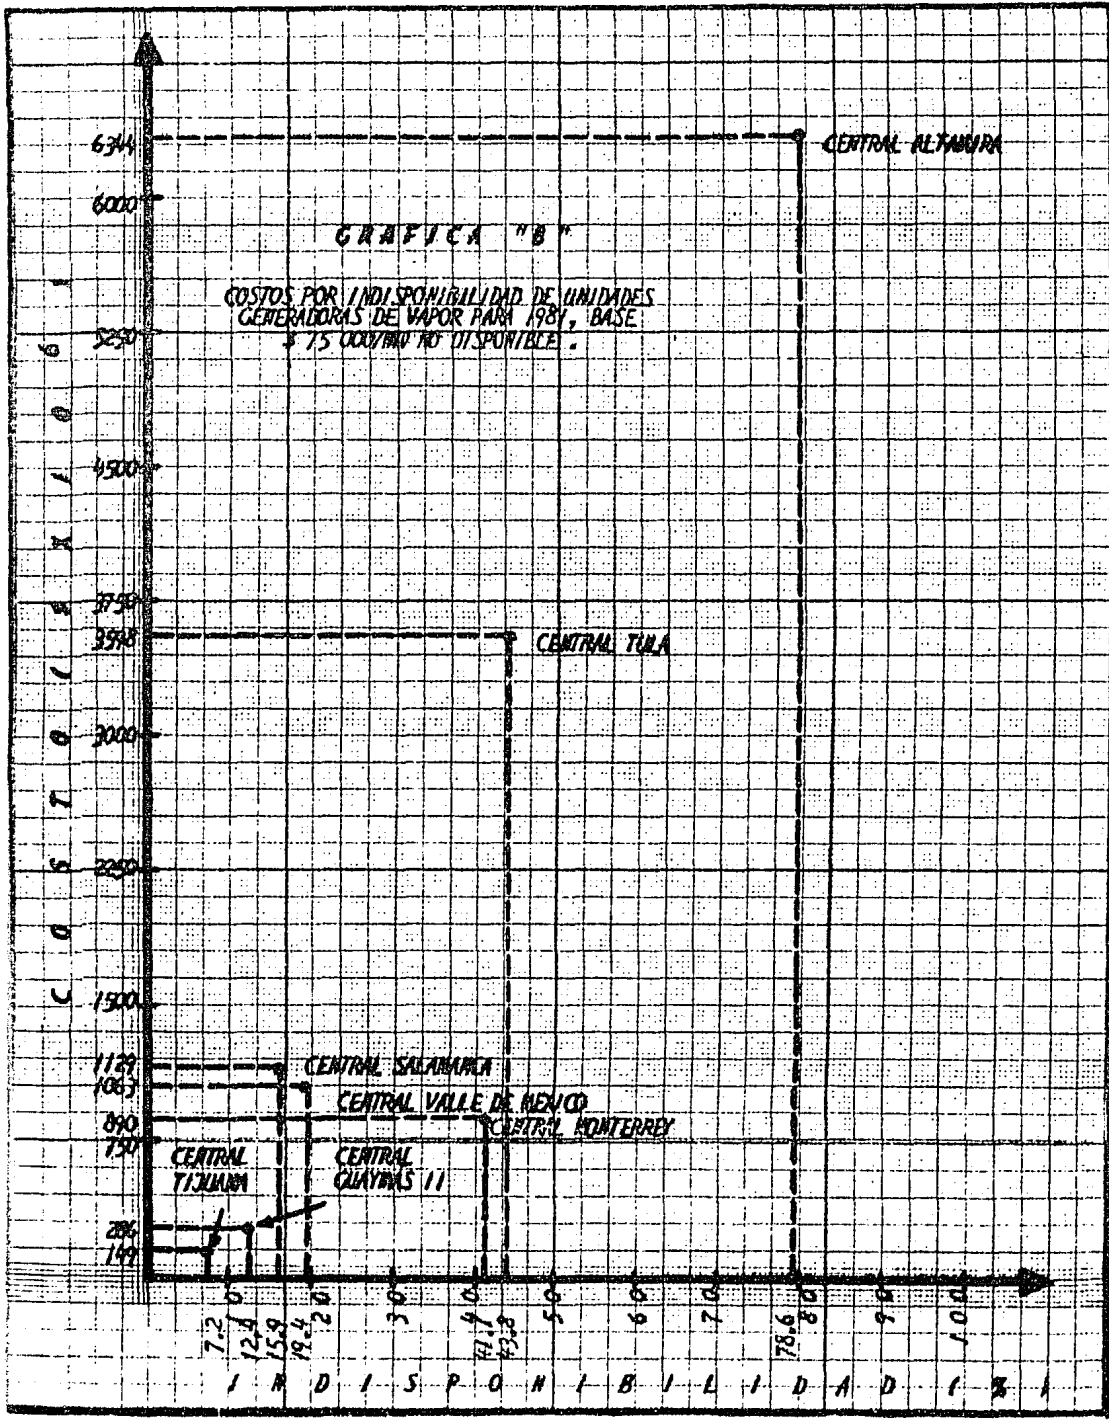 GRAFICA "B"
COSTOS POR INDISPONIBILIDAD DE UNIDADES
GENERADORAS DE VAPOR PARA 1981, BASE
$ 75 000/MW NO DISPONIBLE.
COSTO ($ X 10 6)
6344
6000
5250
4500
3750
3598
3000
2250
1500
1129
1063
890
750
286
149
CENTRAL ALTAMIRA
CENTRAL TULA
CENTRAL SALAMANCA
CENTRAL VALLE DE MEXICO
CENTRAL MONTERREY
CENTRAL
TIJUANA
CENTRAL
GUAYMAS II
10
20
30
40
50
60
70
80
90
100
7.2
12.4
15.9
19.4
41.1
43.8
78.6
INDISPONIBILIDAD (%)